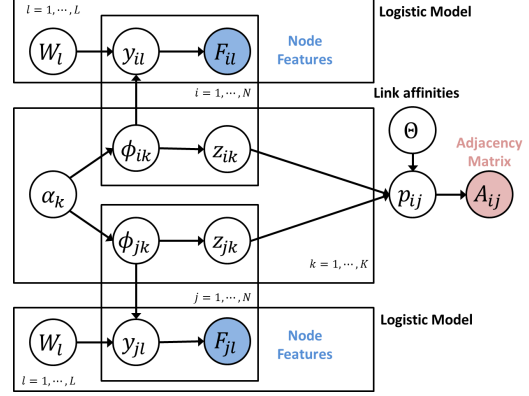 l = 1, ⋯, L
Logistic Model
W_l
y_il
F_il
Node
Features
i = 1, ⋯, N
Link affinities
ϕ_ik
z_ik
Θ
Adjacency
Matrix
α_k
p_ij
A_ij
ϕ_jk
z_jk
k = 1, ⋯, K
j = 1, ⋯, N
Logistic Model
W_l
y_jl
F_jl
Node
Features
l = 1, ⋯, L